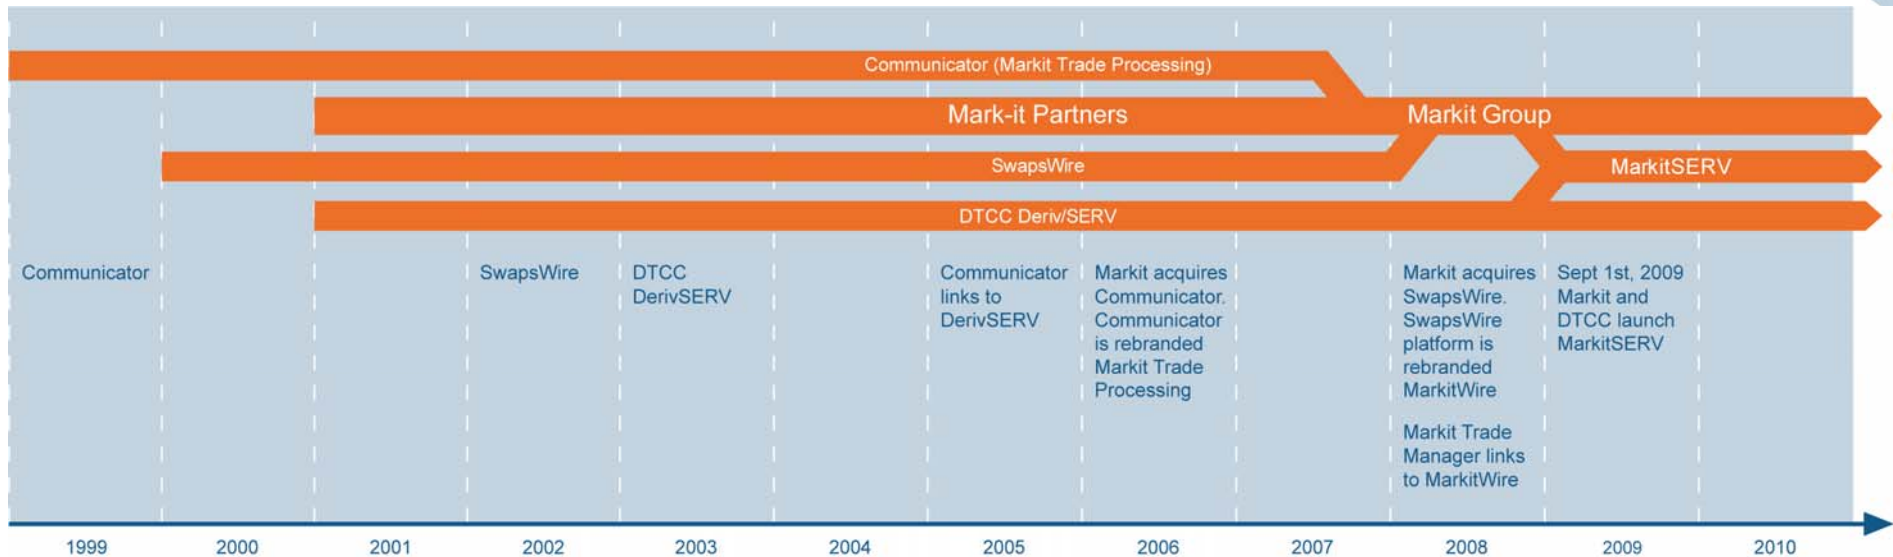 Communicator (Markit Trade Processing)
Mark-it Partners
Markit Group
SwapsWire
MarkitSERV
DTCC Deriv/SERV
Communicator
SwapsWire
DTCC
DerivSERV
Communicator
links to
DerivSERV
Markit acquires
Communicator.
Communicator
is rebranded
Markit Trade
Processing
Markit acquires
SwapsWire.
SwapsWire
platform is
rebranded
MarkitWire
Markit Trade
Manager links
to MarkitWire
Sept 1st, 2009
Markit and
DTCC launch
MarkitSERV
1999
2000
2001
2002
2003
2004
2005
2006
2007
2008
2009
2010